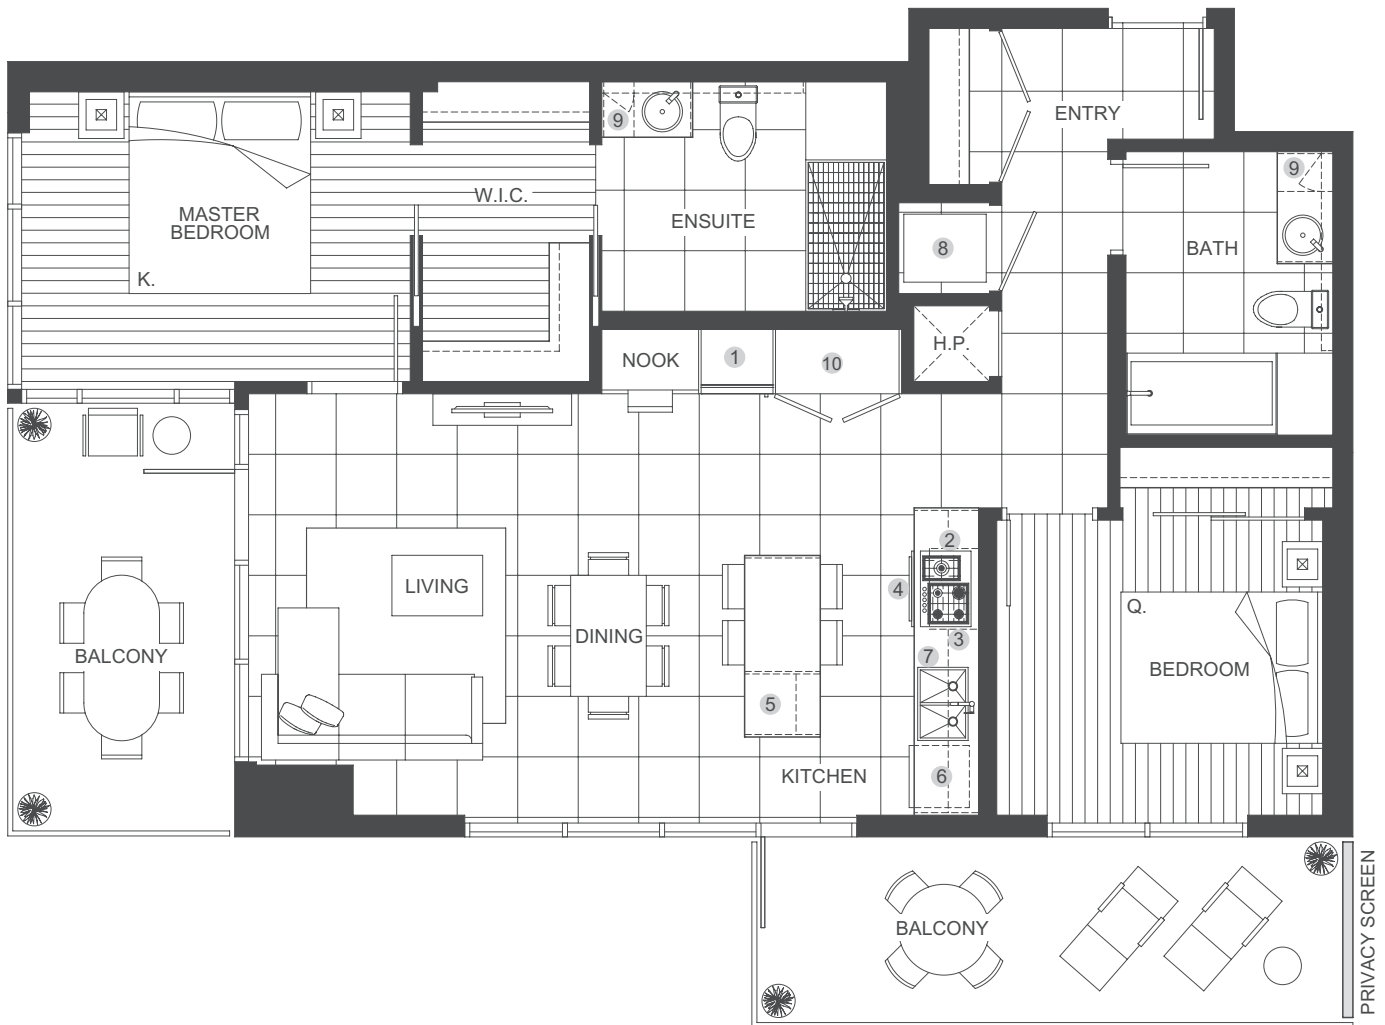 ENTRY
9
9
MASTER
BEDROOM
K.
W.I.C.
ENSUITE
8
BATH
H.P.
NOOK
1
10
2
LIVING
4
Q.
DINING
3
7
BALCONY
BEDROOM
5
KITCHEN
6
BALCONY
PRIVACY SCREEN